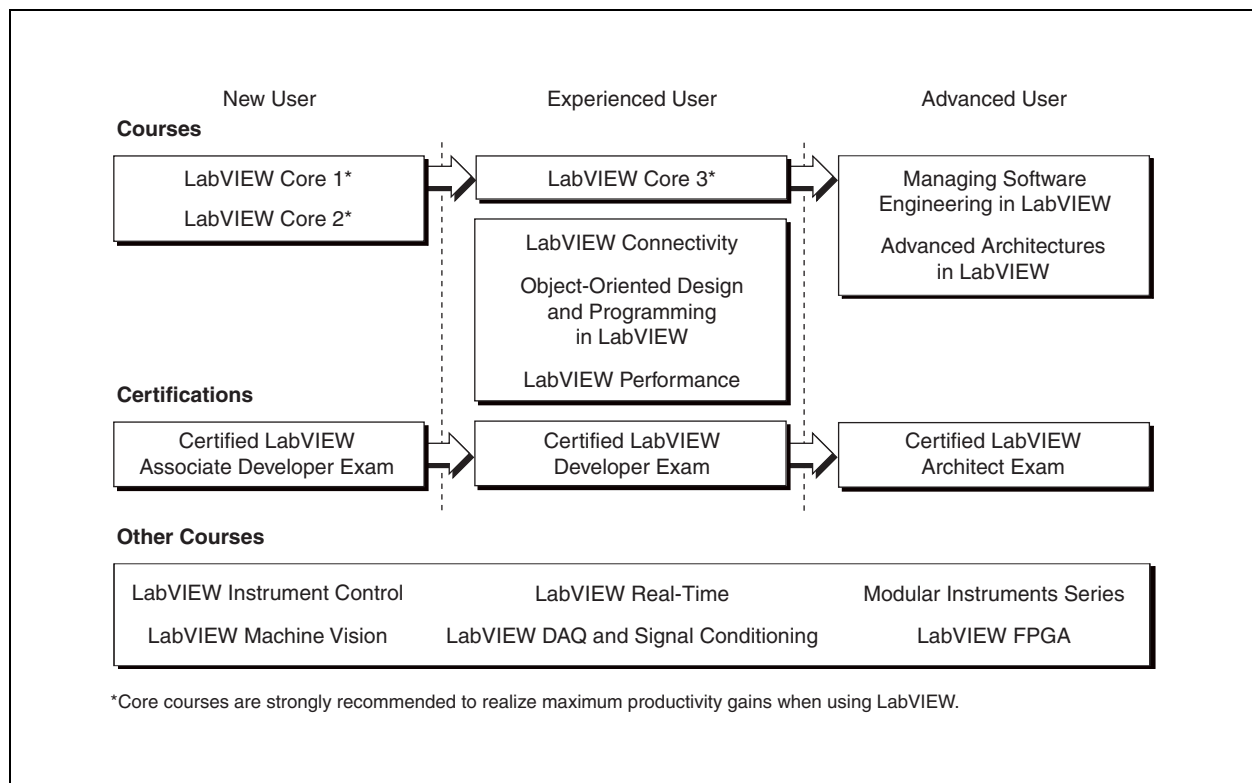 New User
Experienced User
Advanced User
Courses
LabVIEW Core 1*
LabVIEW Core 2*
LabVIEW Core 3*
LabVIEW Connectivity
Object-Oriented Design
and Programming
in LabVIEW
LabVIEW Performance
Managing Software
Engineering in LabVIEW
Advanced Architectures
in LabVIEW
Certifications
Certified LabVIEW
Associate Developer Exam
Certified LabVIEW
Developer Exam
Certified LabVIEW
Architect Exam
Other Courses
LabVIEW Instrument Control
LabVIEW Real-Time
Modular Instruments Series
LabVIEW Machine Vision
LabVIEW DAQ and Signal Conditioning
LabVIEW FPGA
*Core courses are strongly recommended to realize maximum productivity gains when using LabVIEW.